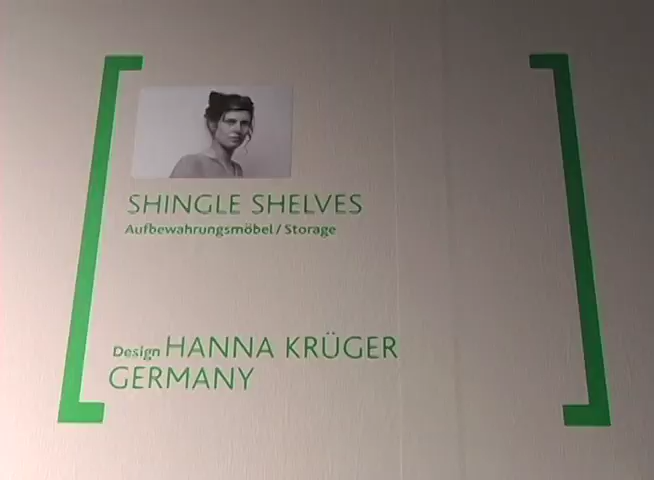 SHINGLE SHELVES
Aufbewahrungsmöbel / Storage
Design HANNA KRÜGER
GERMANY